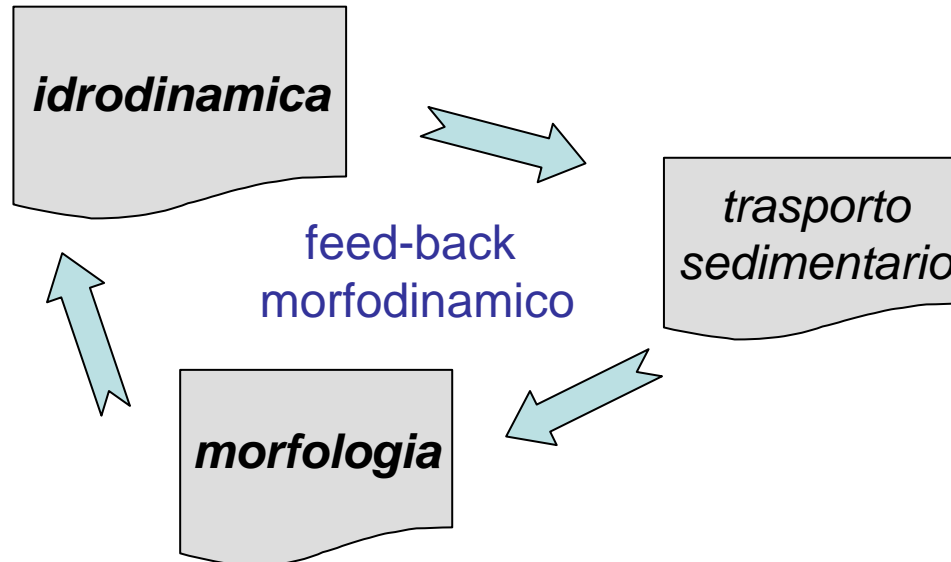 idrodinamica
trasporto
sedimentario
feed-back
morfodinamico
morfologia